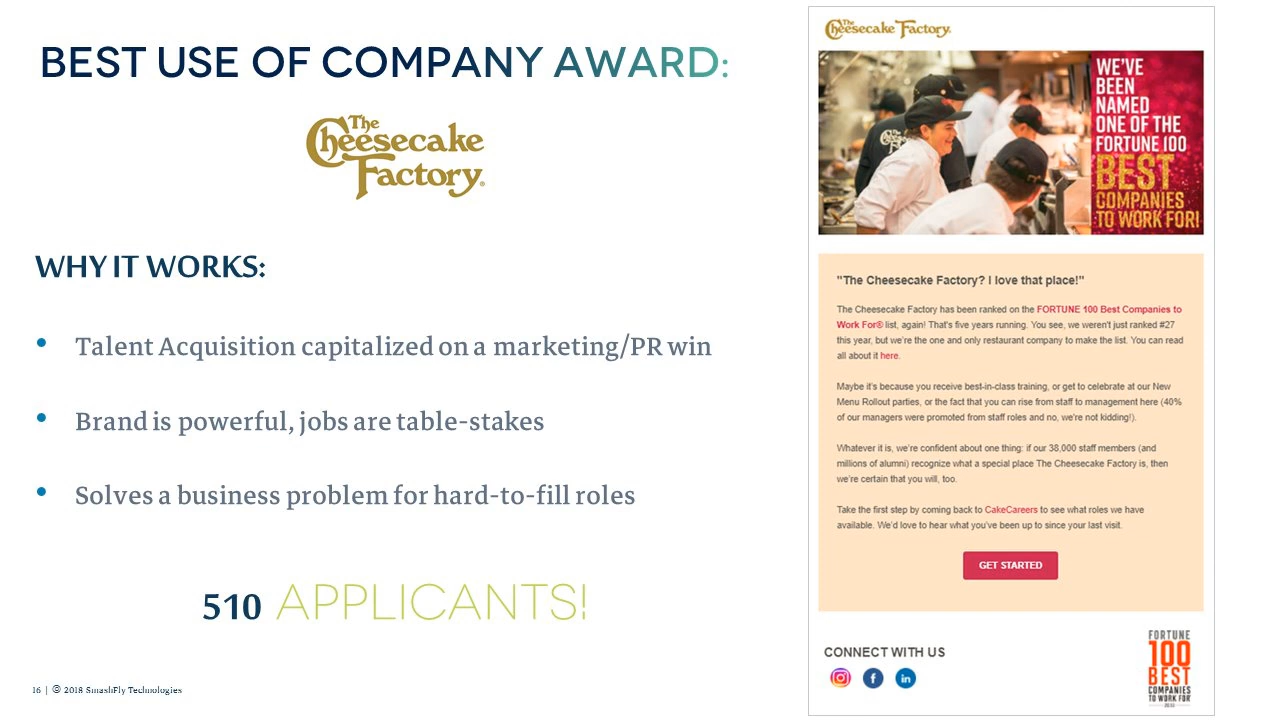 BEST USE OF COMPANY AWARD:
The
Cheesecake
Factory®
WHY IT WORKS:
• Talent Acquisition capitalized on a marketing/PR win
• Brand is powerful, jobs are table-stakes
• Solves a business problem for hard-to-fill roles
510 APPLICANTS!
16 | © 2018 SmashFly Technologies
The
Cheesecake Factory
WE'VE
BEEN
NAMED
ONE OF THE
FORTUNE 100
BEST
COMPANIES
TO WORK FOR!
"The Cheesecake Factory? I love that place!"
The Cheesecake Factory has been ranked on the FORTUNE 100 Best Companies to
Work For® list, again! That's five years running. You see, we weren't just ranked #27
this year, but we're the one and only restaurant company to make the list. You can read
all about it here.
Maybe it's because you receive best-in-class training, or get to celebrate at our New
Menu Rollout parties, or the fact that you can rise from staff to management here (40%
of our managers were promoted from staff roles and no, we're not kidding!).
Whatever it is, we're confident about one thing: if our 38,000 staff members (and
millions of alumni) recognize what a special place The Cheesecake Factory is, then
we're certain that you will, too.
Take the first step by coming back to CakeCareers to see what roles we have
available. We'd love to hear what you've been up to since your last visit.
GET STARTED
CONNECT WITH US
FORTUNE
100
BEST
COMPANIES
TO WORK FOR